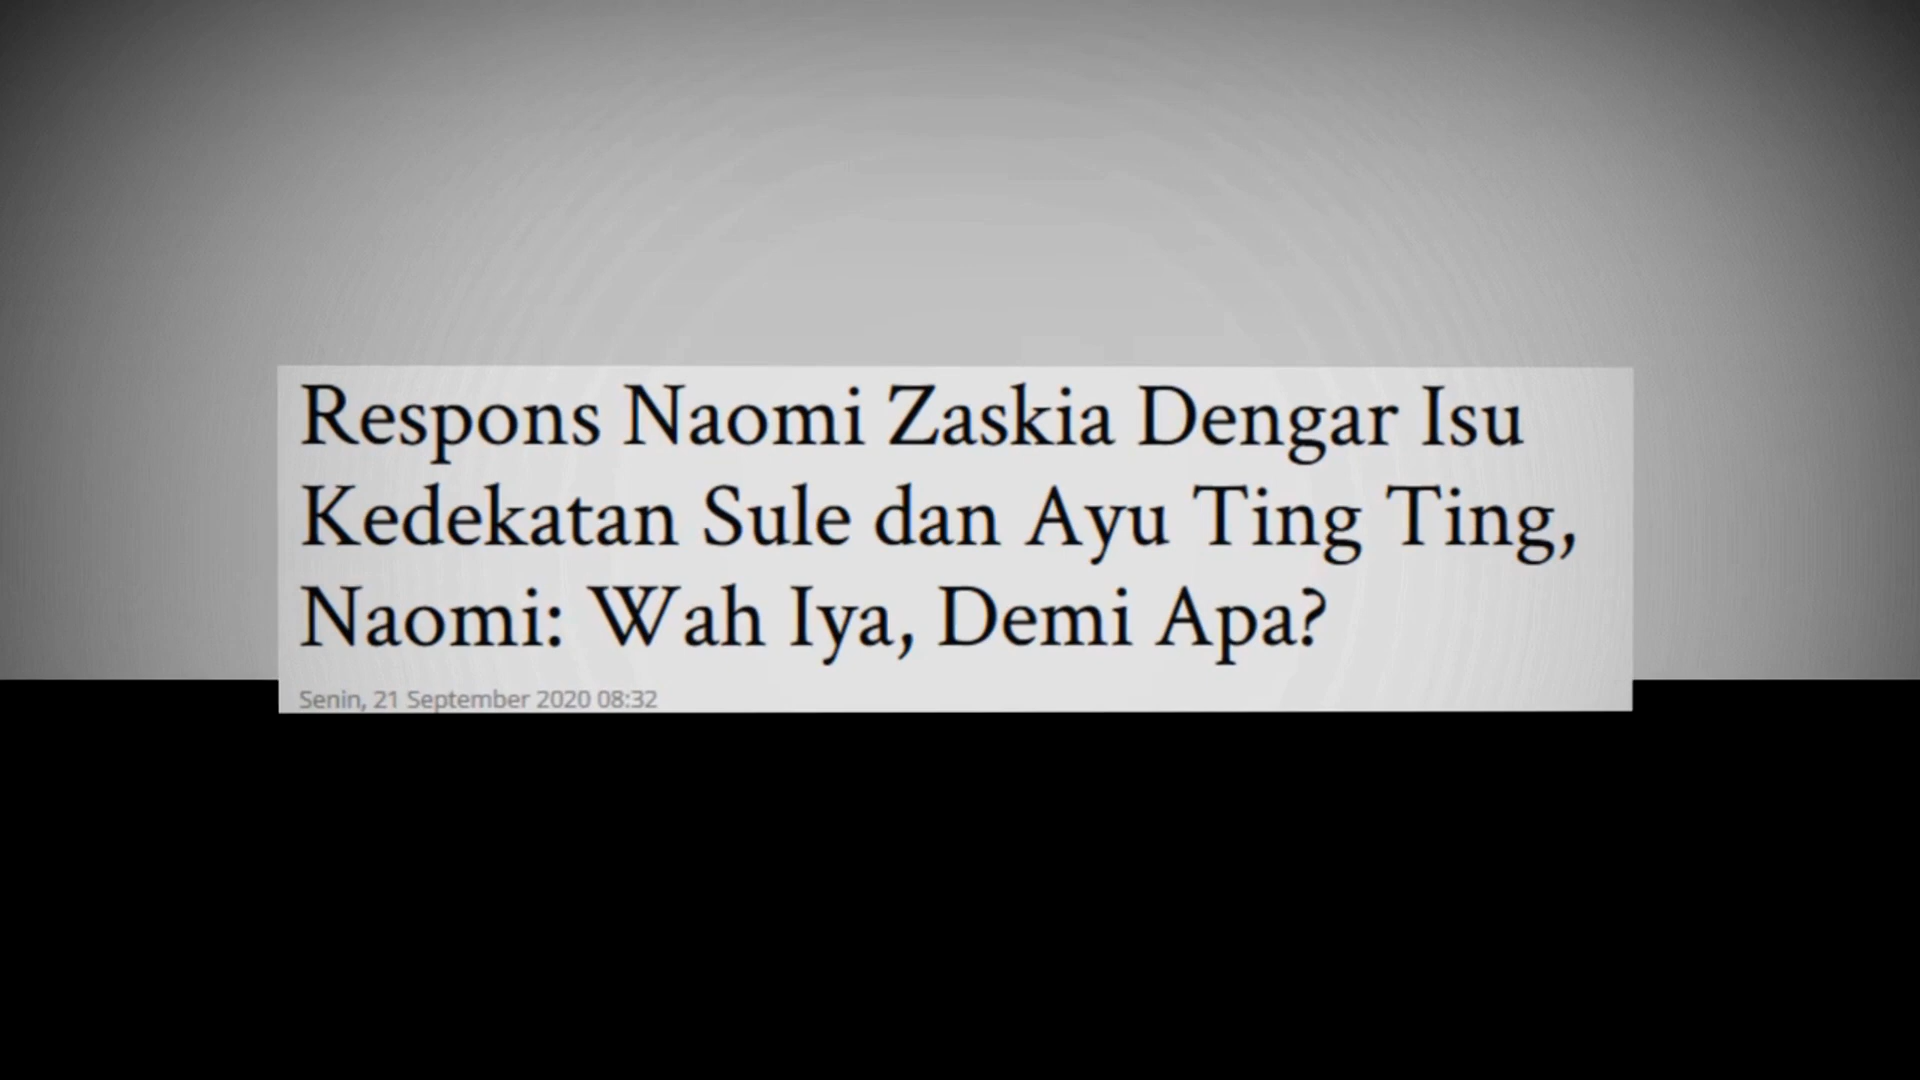 Respons Naomi Zaskia Dengar Isu
Kedekatan Sule dan Ayu Ting Ting,
Naomi: Wah Iya, Demi Apa?
Senin, 21 September 2020 08:32